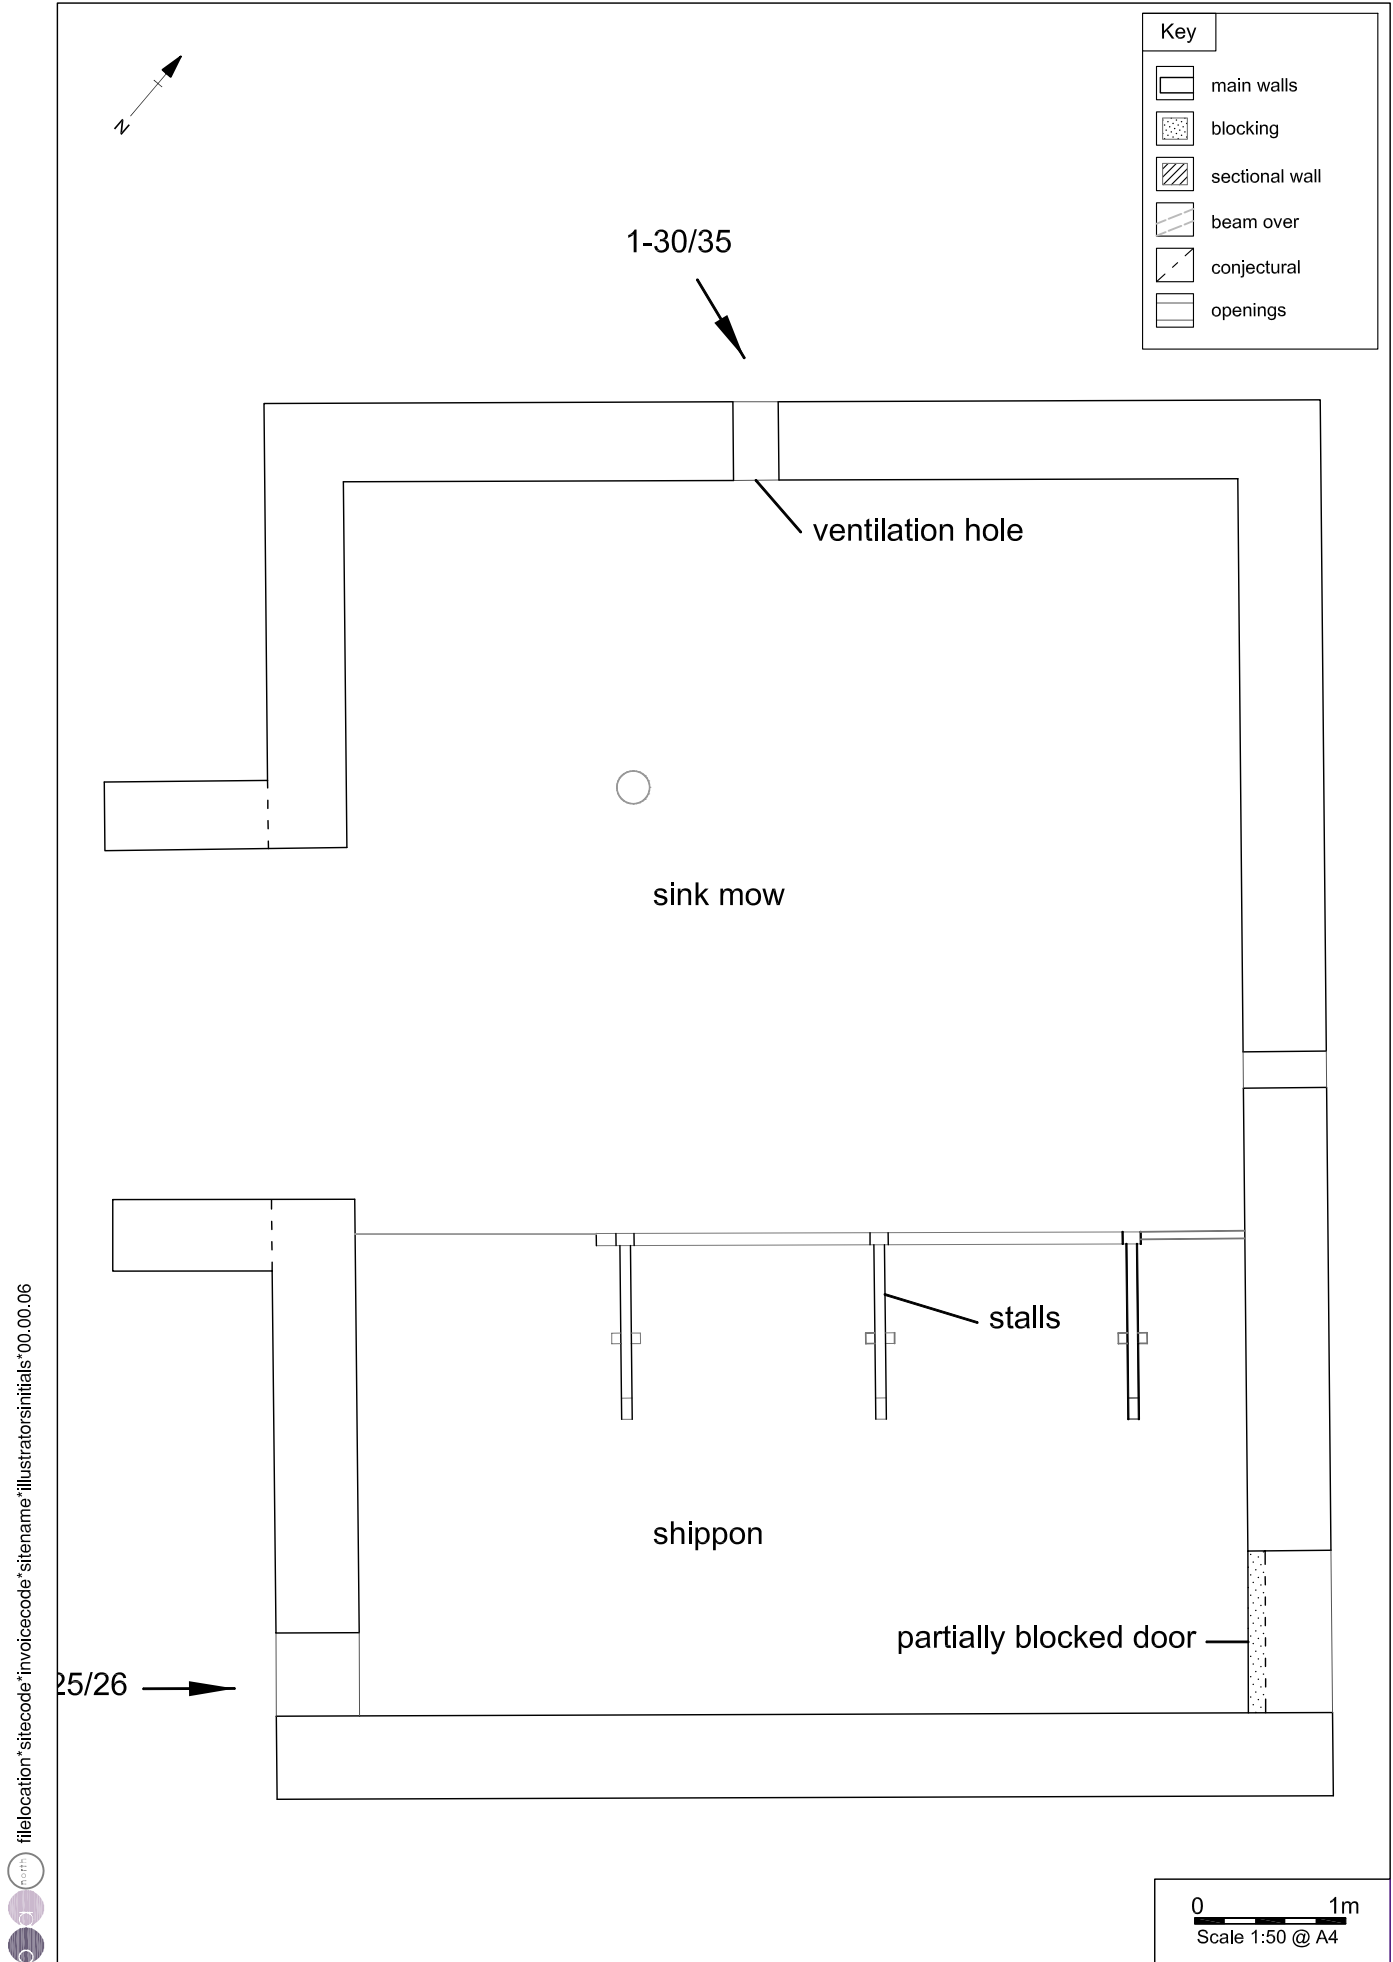 Key
main walls
blocking
sectional wall
beam over
conjectural
openings
N
1-30/35
ventilation hole
sink mow
stalls
shippon
partially blocked door
25/26
0 1m
Scale 1:50 @ A4
filelocation*sitecode*invoicecode*sitename*illustratorsinitials*00.00.06
north